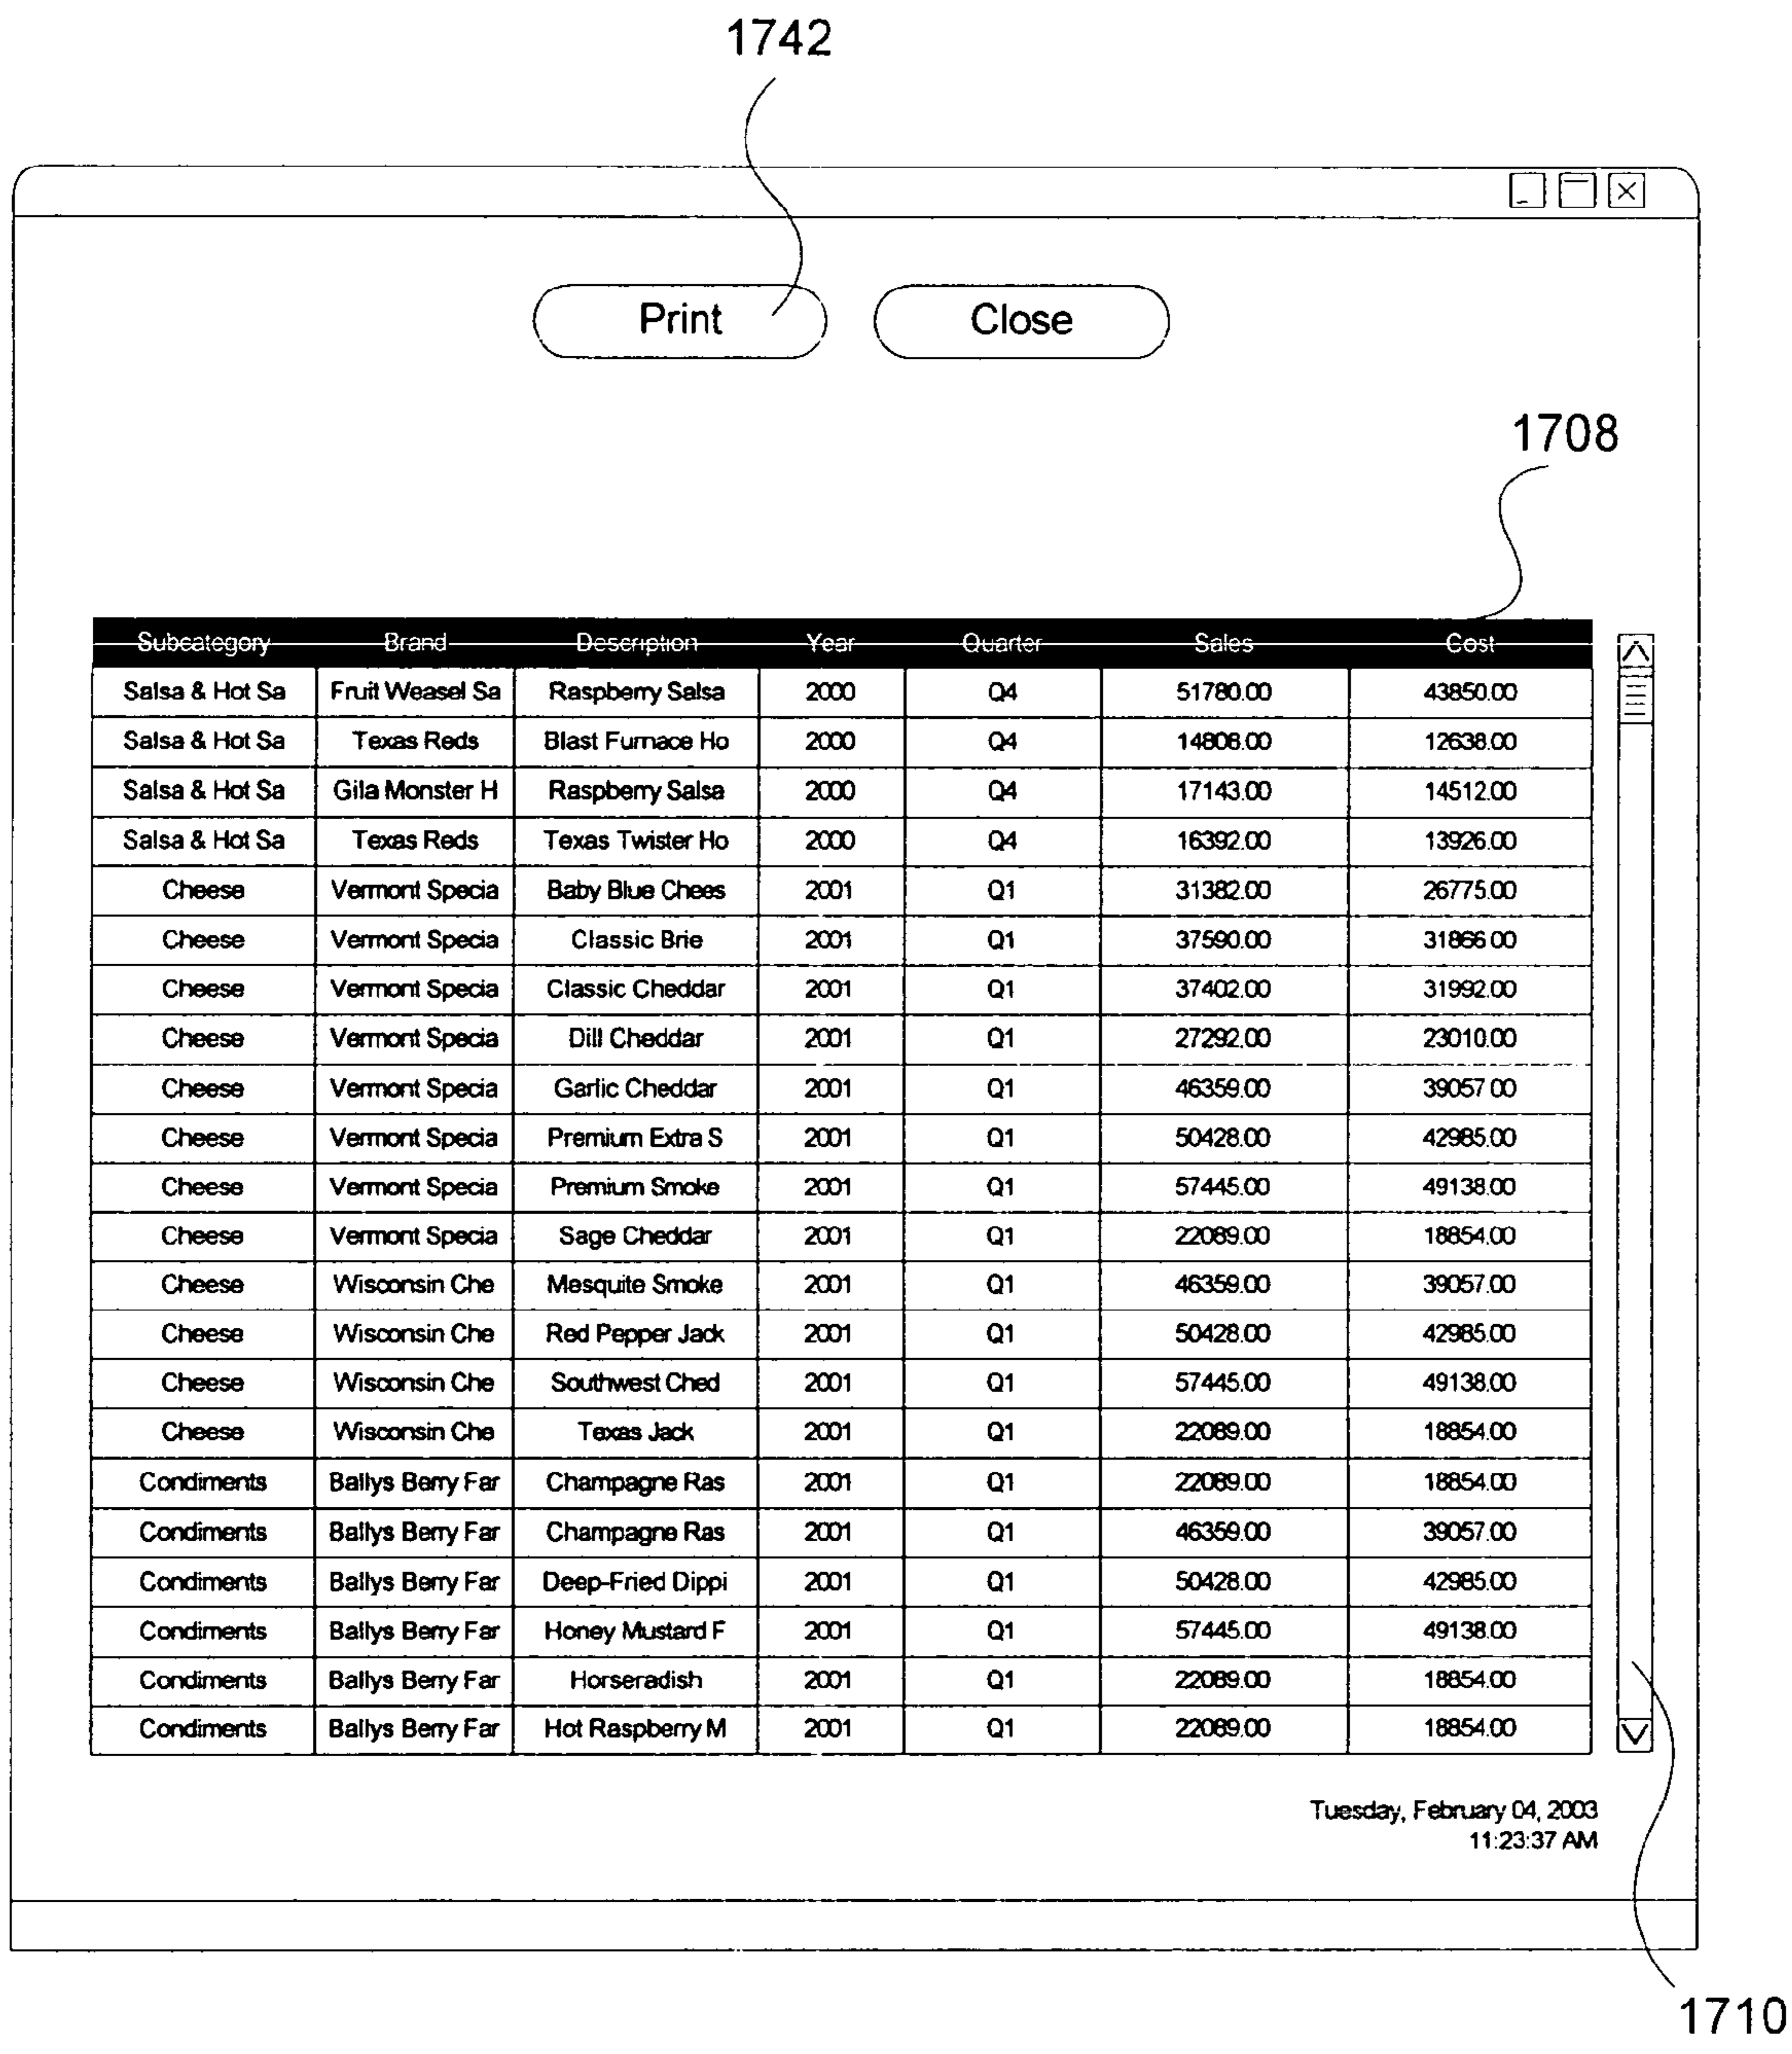 1742
Print Close
1708
Subcategory Brand Description Year Quarter Sales Cost
Salsa & Hot Sa Fruit Weasel Sa Raspberry Salsa 2000 Q4 51780.00 43850.00
Salsa & Hot Sa Texas Reds Blast Furnace Ho 2000 Q4 14808.00 12638.00
Salsa & Hot Sa Gila Monster H Raspberry Salsa 2000 Q4 17143.00 14512.00
Salsa & Hot Sa Texas Reds Texas Twister Ho 2000 Q4 16392.00 13926.00
Cheese Vermont Specia Baby Blue Chees 2001 Q1 31382.00 26775.00
Cheese Vermont Specia Classic Brie 2001 Q1 37590.00 31866.00
Cheese Vermont Specia Classic Cheddar 2001 Q1 37402.00 31992.00
Cheese Vermont Specia Dill Cheddar 2001 Q1 27292.00 23010.00
Cheese Vermont Specia Garlic Cheddar 2001 Q1 46359.00 39057.00
Cheese Vermont Specia Premium Extra S 2001 Q1 50428.00 42985.00
Cheese Vermont Specia Premium Smoke 2001 Q1 57445.00 49138.00
Cheese Vermont Specia Sage Cheddar 2001 Q1 22089.00 18854.00
Cheese Wisconsin Che Mesquite Smoke 2001 Q1 46359.00 39057.00
Cheese Wisconsin Che Red Pepper Jack 2001 Q1 50428.00 42985.00
Cheese Wisconsin Che Southwest Ched 2001 Q1 57445.00 49138.00
Cheese Wisconsin Che Texas Jack 2001 Q1 22089.00 18854.00
Condiments Ballys Berry Far Champagne Ras 2001 Q1 22089.00 18854.00
Condiments Ballys Berry Far Champagne Ras 2001 Q1 46359.00 39057.00
Condiments Ballys Berry Far Deep-Fried Dippi 2001 Q1 50428.00 42985.00
Condiments Ballys Berry Far Honey Mustard F 2001 Q1 57445.00 49138.00
Condiments Ballys Berry Far Horseradish 2001 Q1 22089.00 18854.00
Condiments Ballys Berry Far Hot Raspberry M 2001 Q1 22089.00 18854.00
Tuesday, February 04, 2003
11:23:37 AM
1710